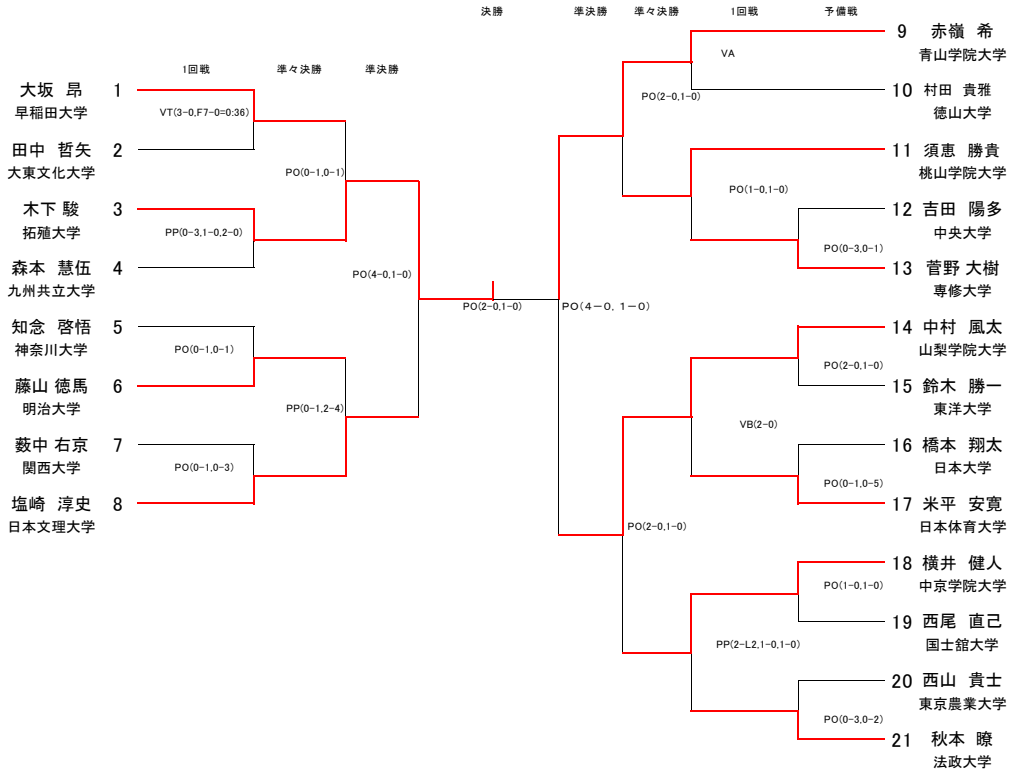 決勝 準決勝 準々決勝 1回戦 予備戦
1回戦 準々決勝 準決勝
大坂 昂 1
早稲田大学
VT(3-0,F7-0=0:36)
田中 哲矢 2
大東文化大学
PO(0-1,0-1)
木下 駿 3
拓殖大学
PP(0-3,1-0,2-0)
森本 慧伍 4
九州共立大学
PO(4-0,1-0)
知念 啓悟 5
神奈川大学
PO(0-1,0-1)
藤山 徳馬 6
明治大学
PP(0-1,2-4)
薮中 右京 7
関西大学
PO(0-1,0-3)
塩崎 淳史 8
日本文理大学
PO(2-0,1-0)
9 赤嶺 希
青山学院大学
VA
10 村田 貴雅
徳山大学
PO(2-0,1-0)
11 須恵 勝貴
桃山学院大学
PO(1-0,1-0)
12 吉田 陽多
中央大学
PO(0-3,0-1)
13 菅野 大樹
専修大学
PO(4-0,1-0)
14 中村 風太
山梨学院大学
PO(2-0,1-0)
15 鈴木 勝一
東洋大学
VB(2-0)
16 橋本 翔太
日本大学
PO(0-1,0-5)
17 米平 安寛
日本体育大学
PO(2-0,1-0)
18 横井 健人
中京学院大学
PO(1-0,1-0)
19 西尾 直己
国士舘大学
PP(2-L2,1-0,1-0)
20 西山 貴士
東京農業大学
PO(0-3,0-2)
21 秋本 瞭
法政大学